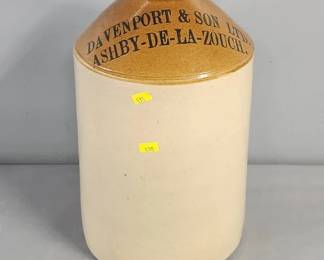 DAVENPORT & SON LTD
ASHBY-DE-LA-ZOUCH.